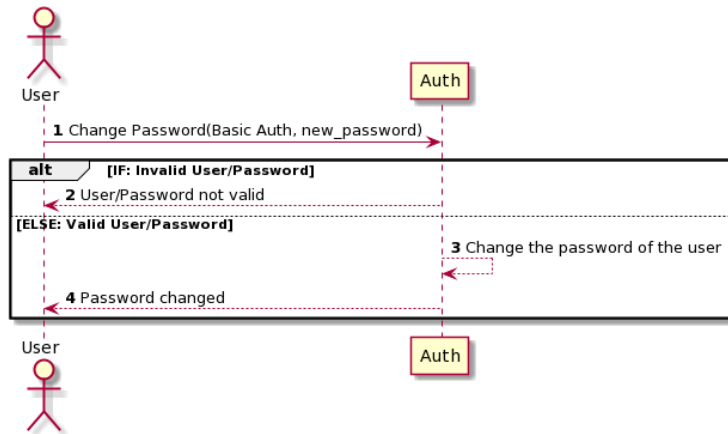 User
Auth
1 Change Password(Basic Auth, new_password)
alt [IF: Invalid User/Password]
2 User/Password not valid
[ELSE: Valid User/Password]
3 Change the password of the user
4 Password changed
User
Auth